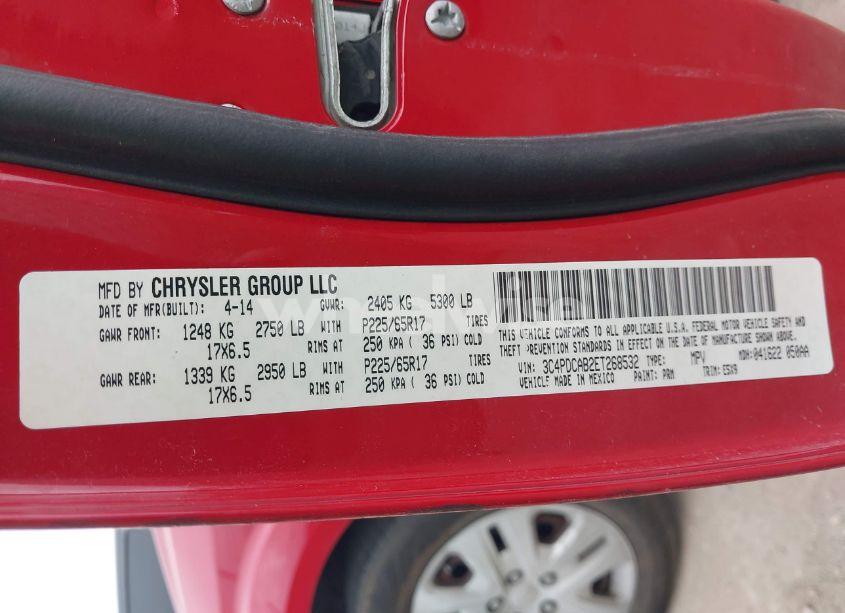 MFD BY CHRYSLER GROUP LLC
DATE OF MFR(BUILT): 4-14 GVWR: 2405 KG 5300 LB
GAWR FRONT: 1248 KG 2750 LB WITH P225/65R17 TIRES
17X6.5 RIMS AT 250 KPA ( 36 PSI) COLD
GAWR REAR: 1339 KG 2950 LB WITH P225/65R17 TIRES
17X6.5 RIMS AT 250 KPA ( 36 PSI) COLD
THIS VEHICLE CONFORMS TO ALL APPLICABLE U.S.A. FEDERAL MOTOR VEHICLE SAFETY AND
THEFT PREVENTION STANDARDS IN EFFECT ON THE DATE OF MANUFACTURE SHOWN ABOVE.
VIN: 3C4PDCAB2ET268532 TYPE: MPV MDH: 041622 050AA
VEHICLE MADE IN MEXICO PAINT: PRM TRIM: E5X9